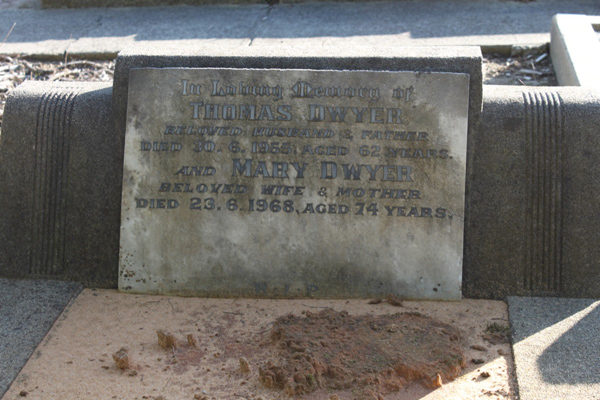 In Loving Memory of
THOMAS DWYER
BELOVED HUSBAND & FATHER
DIED 30. 6. 1955, AGED 62 YEARS.
AND MARY DWYER
BELOVED WIFE & MOTHER
DIED 23. 6. 1968, AGED 74 YEARS.
R.I.P.